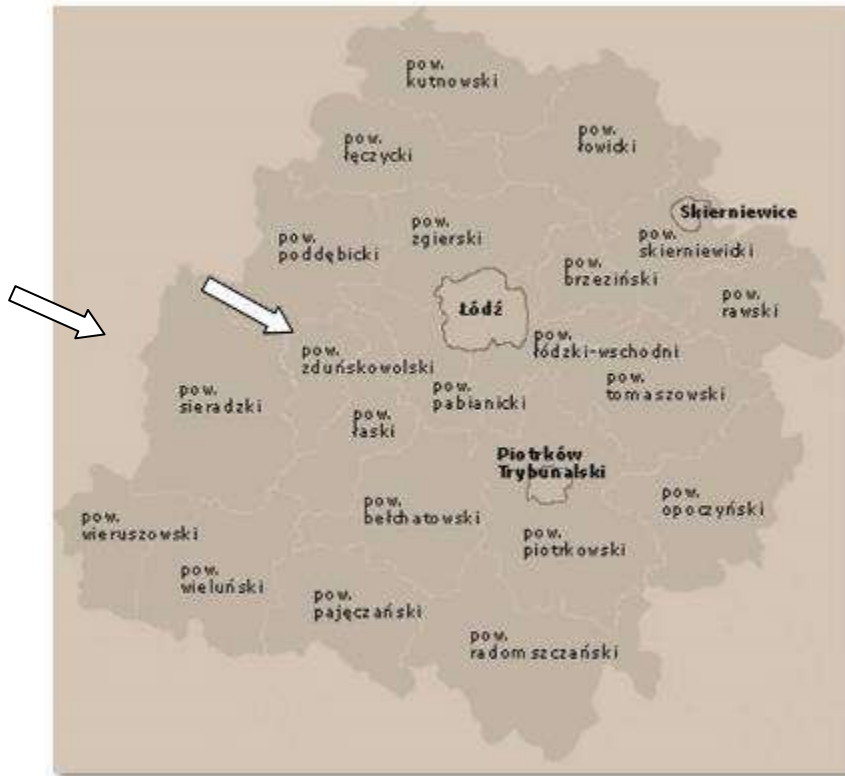 pow.
kutnowski
pow.
łęczycki
pow.
łowicki
Skierniewice
pow.
zgierski
pow.
poddębicki
pow.
skierniewicki
pow.
brzeziński
pow.
rawski
Łódź
pow.
łódzki-wschodni
pow.
zduńskowolski
pow.
sieradzki
pow.
pabianicki
pow.
tomaszowski
pow.
łaski
Piotrków
Trybunalski
pow.
opoczyński
pow.
bełchatowski
pow.
wieruszowski
pow.
piotrkowski
pow.
wieluński
pow.
pajęczański
pow.
radomszczański